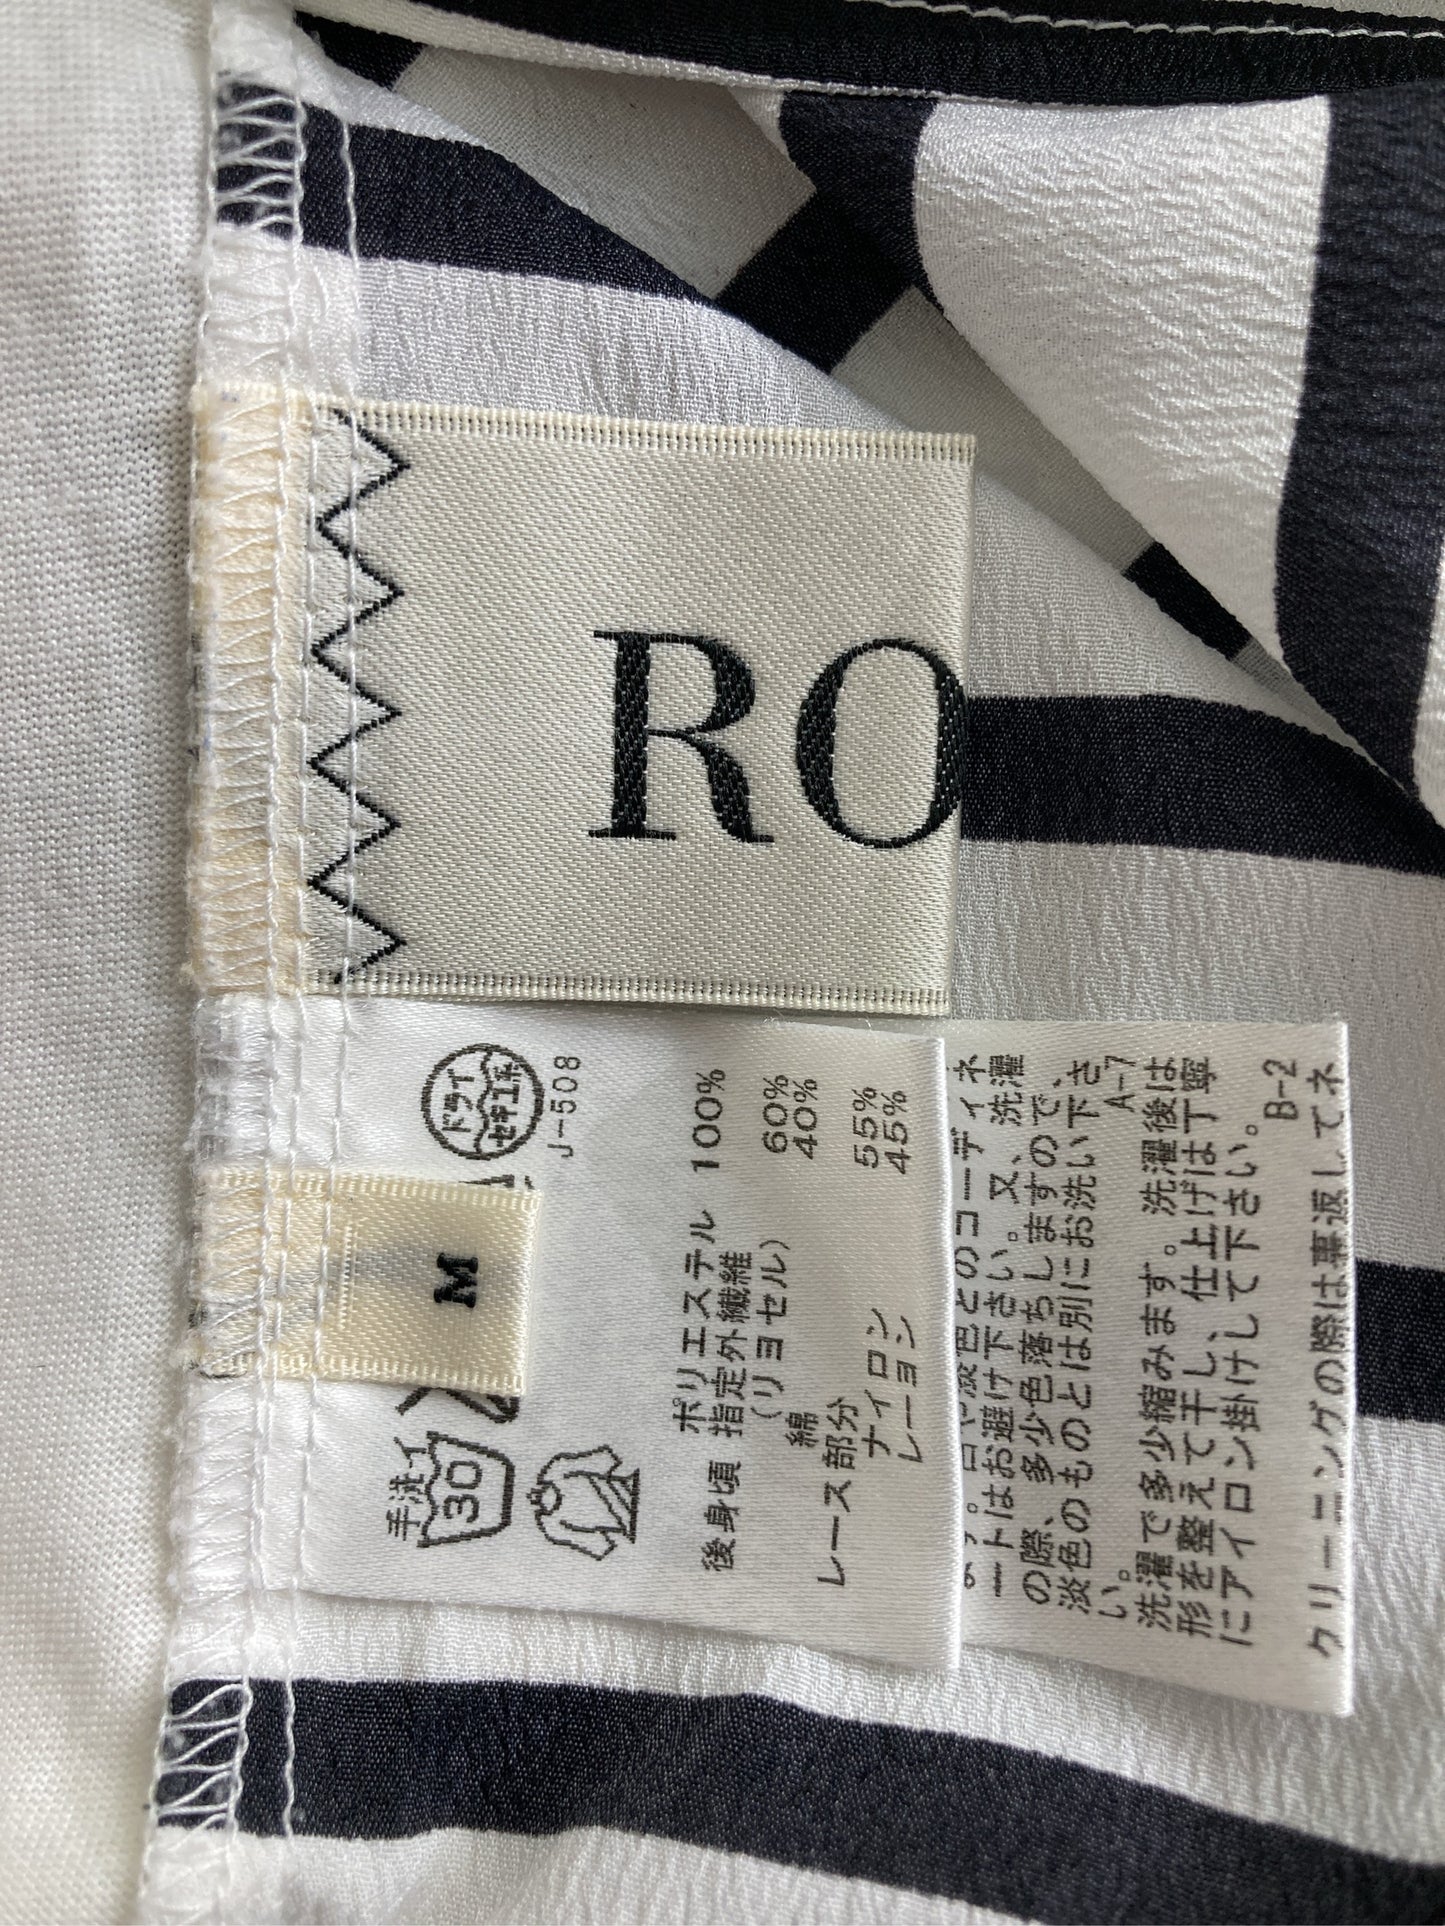 RO
M
手洗イ
30
ドライ
セキユ系
J-508
ポリエステル 100%
後身頃 指定外繊維 60%
(リヨセル)
綿 40%
レース部分
ナイロン 55%
レーヨン 45%
淡色とのコーディネ
ートはお避け下さい。又、洗濯
の際、多少色落ちしますので、
淡色のものとは別にお洗い下さ
い。 A-7
洗濯で多少縮みます。洗濯後は
形を整えて干し、仕上げは丁寧
にアイロン掛けして下さい。
B-2
クリーニングの際は裏返してネ